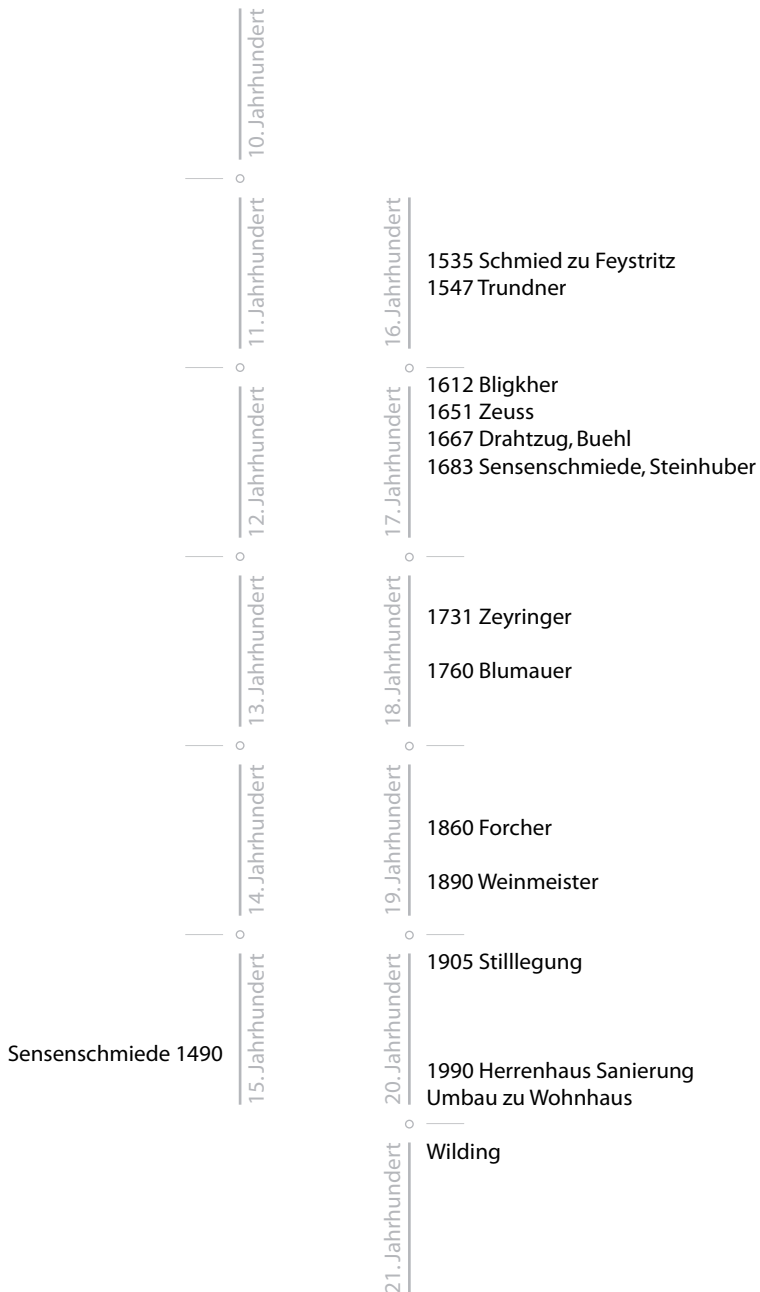 10. Jahrhundert
11. Jahrhundert
12. Jahrhundert
13. Jahrhundert
14. Jahrhundert
15. Jahrhundert
Sensenschmiede 1490
16. Jahrhundert
1535 Schmied zu Feystritz
1547 Trundner
17. Jahrhundert
1612 Bligkher
1651 Zeuss
1667 Drahtzug, Buehl
1683 Sensenschmiede, Steinhuber
18. Jahrhundert
1731 Zeyringer
1760 Blumauer
19. Jahrhundert
1860 Forcher
1890 Weinmeister
20. Jahrhundert
1905 Stilllegung
1990 Herrenhaus Sanierung
Umbau zu Wohnhaus
21. Jahrhundert
Wilding